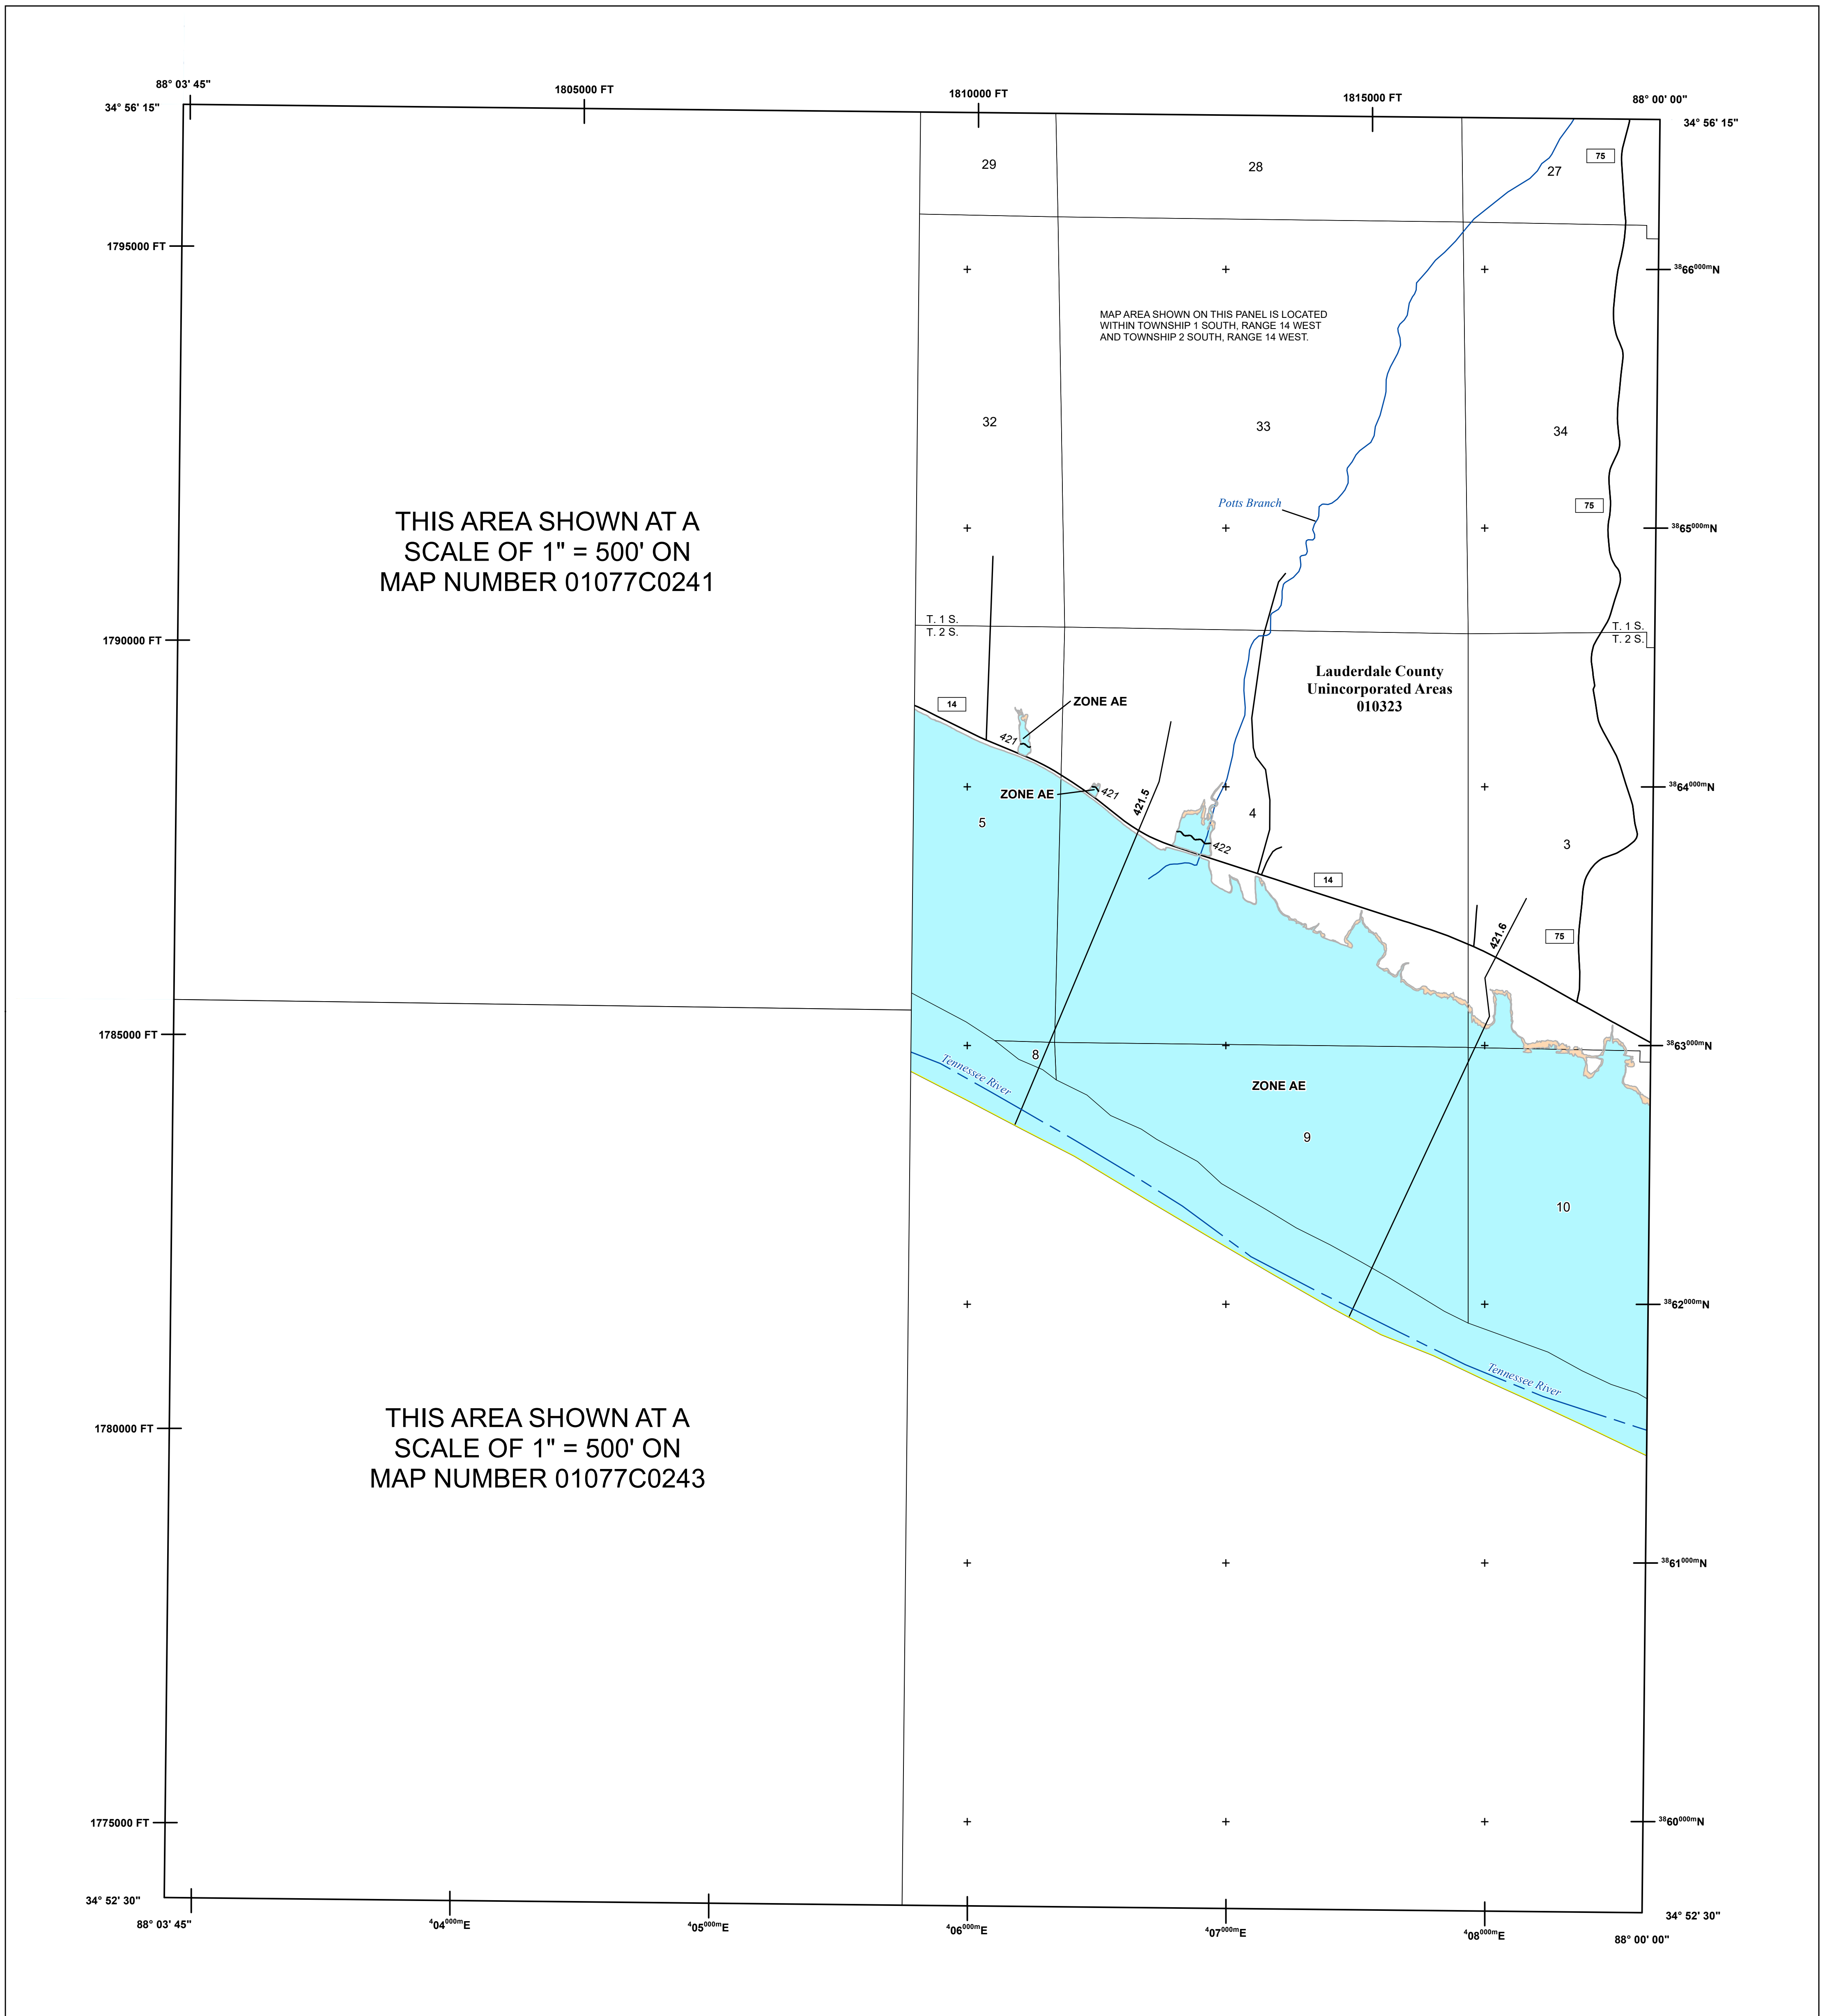 88° 03' 45"
1805000 FT
1810000 FT
1815000 FT
88° 00' 00"
34° 56' 15"
34° 56' 15"
75
29
28
27
1795000 FT
3866000mN
MAP AREA SHOWN ON THIS PANEL IS LOCATED
WITHIN TOWNSHIP 1 SOUTH, RANGE 14 WEST
AND TOWNSHIP 2 SOUTH, RANGE 14 WEST.
32
33
34
THIS AREA SHOWN AT A
SCALE OF 1" = 500' ON
MAP NUMBER 01077C0241
Potts Branch
75
3865000mN
T. 1 S.
T. 2 S.
T. 1 S.
T. 2 S.
1790000 FT
Lauderdale County
Unincorporated Areas
010323
14
ZONE AE
421
ZONE AE
421
421.5
3864000mN
5
4
422
3
14
75
421.6
1785000 FT
3863000mN
8
Tennessee River
ZONE AE
9
10
3862000mN
Tennessee River
THIS AREA SHOWN AT A
SCALE OF 1" = 500' ON
MAP NUMBER 01077C0243
1780000 FT
3861000mN
1775000 FT
3860000mN
34° 52' 30"
34° 52' 30"
88° 03' 45"
404000mE
405000mE
406000mE
407000mE
408000mE
88° 00' 00"